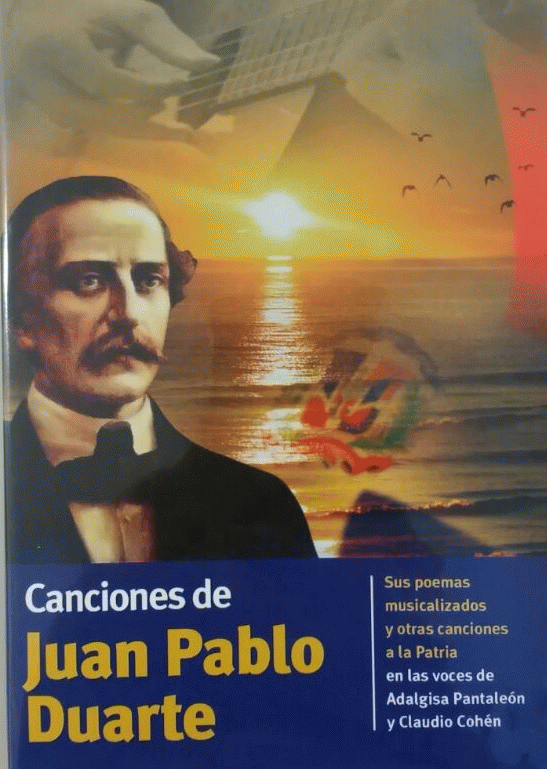 Canciones de
Juan Pablo
Duarte
Sus poemas
musicalizados
y otras canciones
a la Patria
en las voces de
Adalgisa Pantaleón
y Claudio Cohén